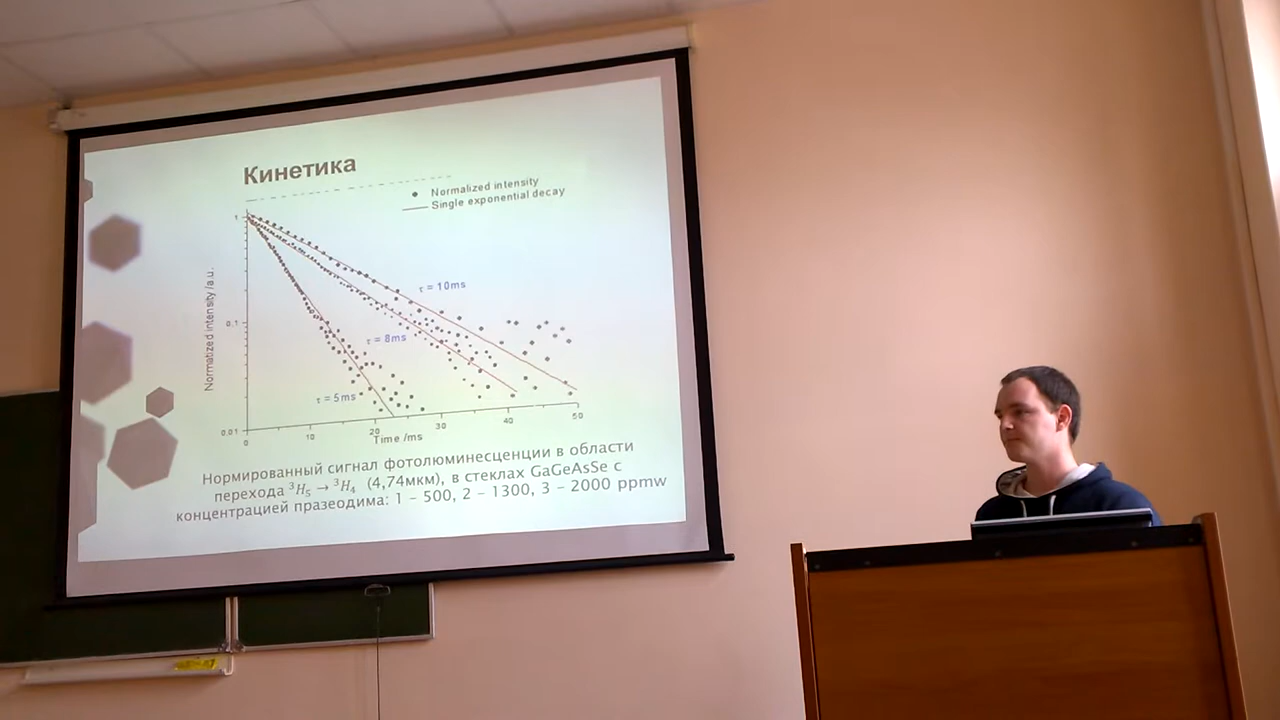 Кинетика
Normalized intensity
Single exponential decay
Normalized intensity /a.u.
1
0,1
0,01
τ = 10ms
τ = 8ms
τ = 5ms
0
10
20
30
40
50
Time /ms
Нормированный сигнал фотолюминесценции в области
перехода ³H₅ → ³H₄ (4,74мкм), в стеклах GaGeAsSe с
концентрацией празеодима: 1 – 500, 2 – 1300, 3 – 2000 ppmw